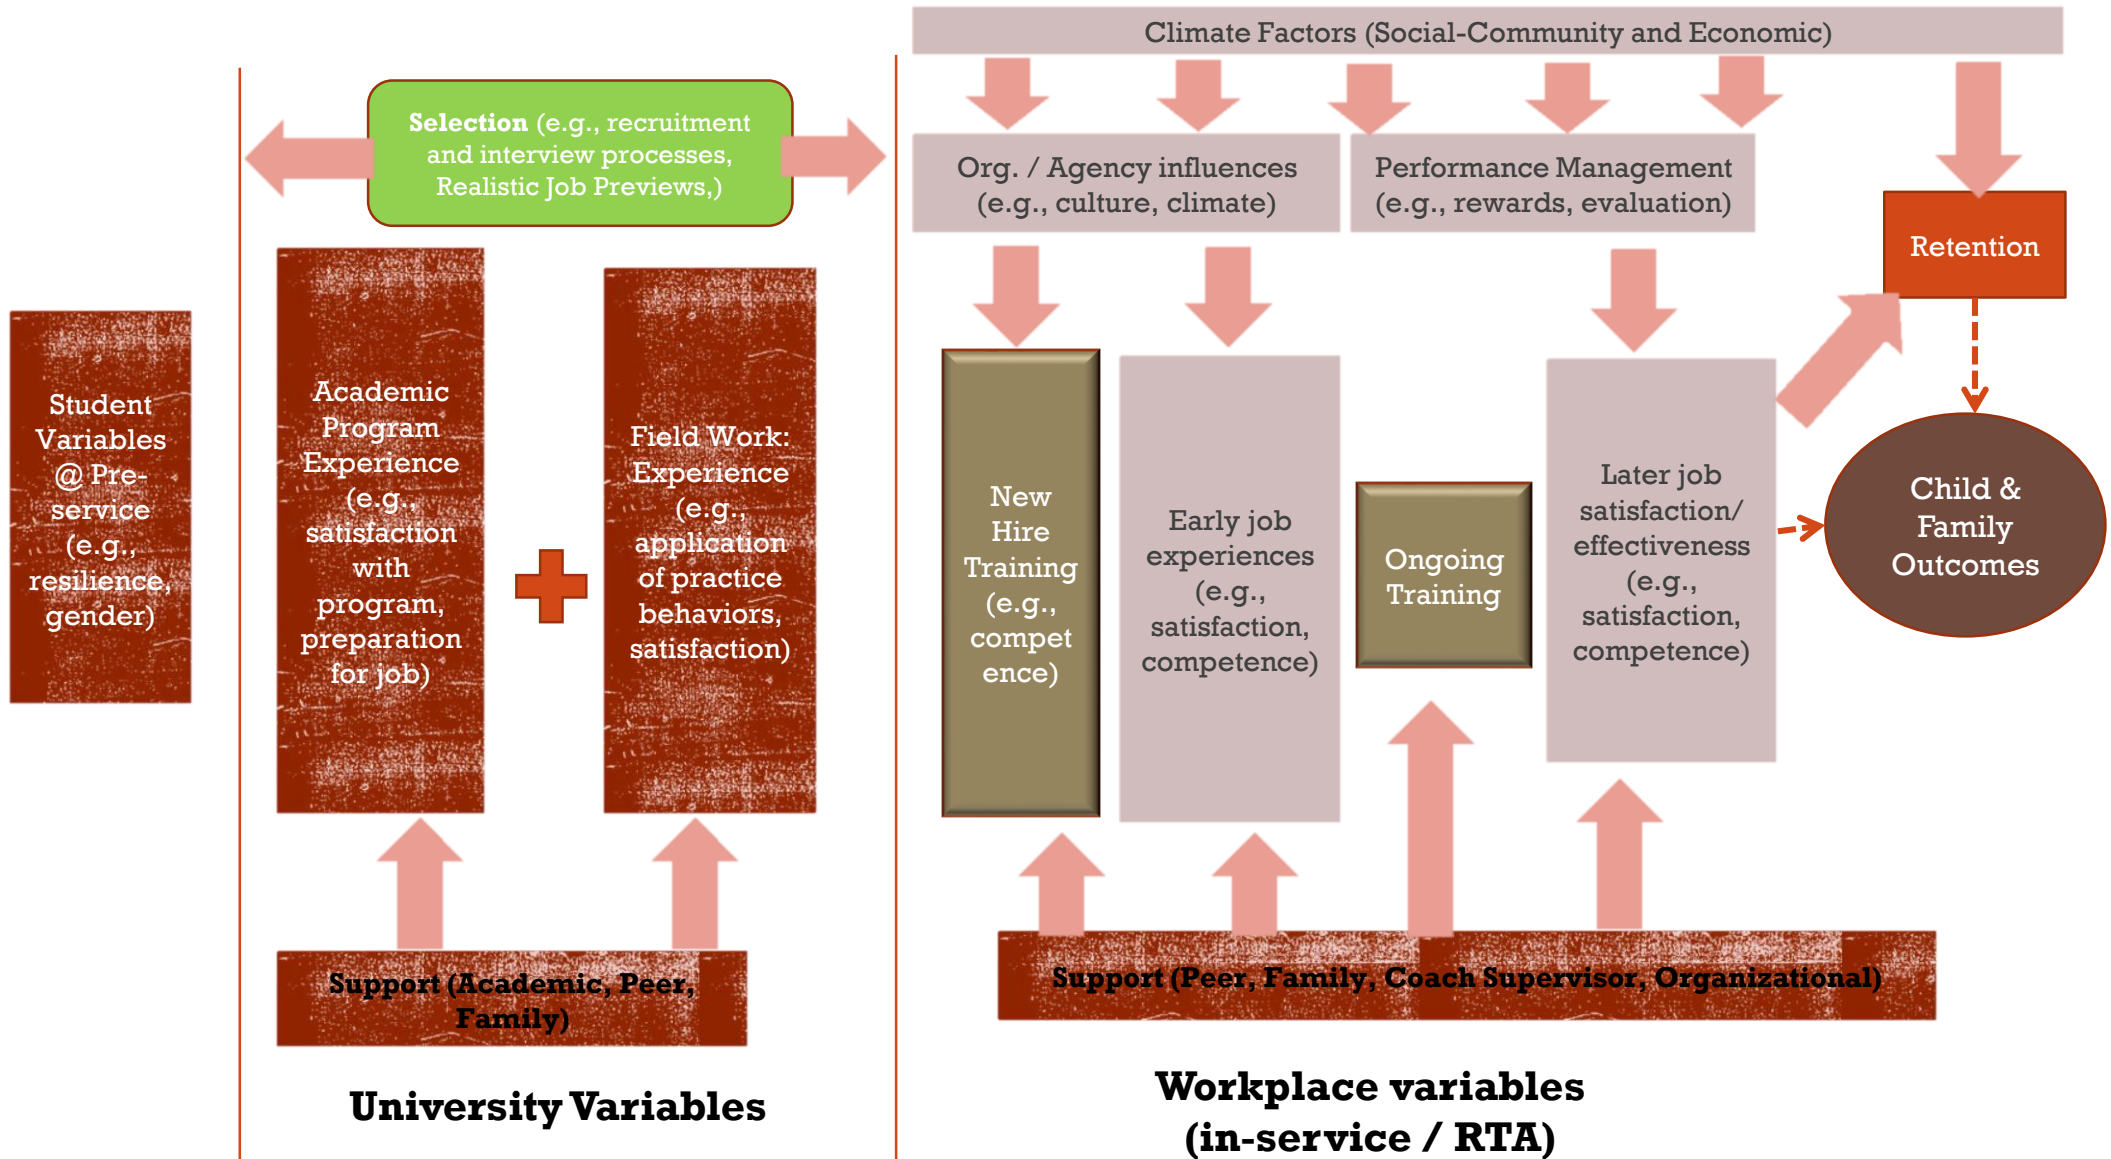 Climate Factors (Social-Community and Economic)
Selection (e.g., recruitment
and interview processes,
Realistic Job Previews,)
Org. / Agency influences
(e.g., culture, climate)
Performance Management
(e.g., rewards, evaluation)
Retention
Student
Variables
@ Pre-
service
(e.g.,
resilience,
gender)
Academic
Program
Experience
(e.g.,
satisfaction
with
program,
preparation
for job)
Field Work:
Experience
(e.g.,
application
of practice
behaviors,
satisfaction)
New
Hire
Training
(e.g.,
compet
ence)
Early job
experiences
(e.g.,
satisfaction,
competence)
Ongoing
Training
Later job
satisfaction/
effectiveness
(e.g.,
satisfaction,
competence)
Child &
Family
Outcomes
Support (Academic, Peer,
Family)
Support (Peer, Family, Coach Supervisor, Organizational)
University Variables
Workplace variables
(in-service / RTA)